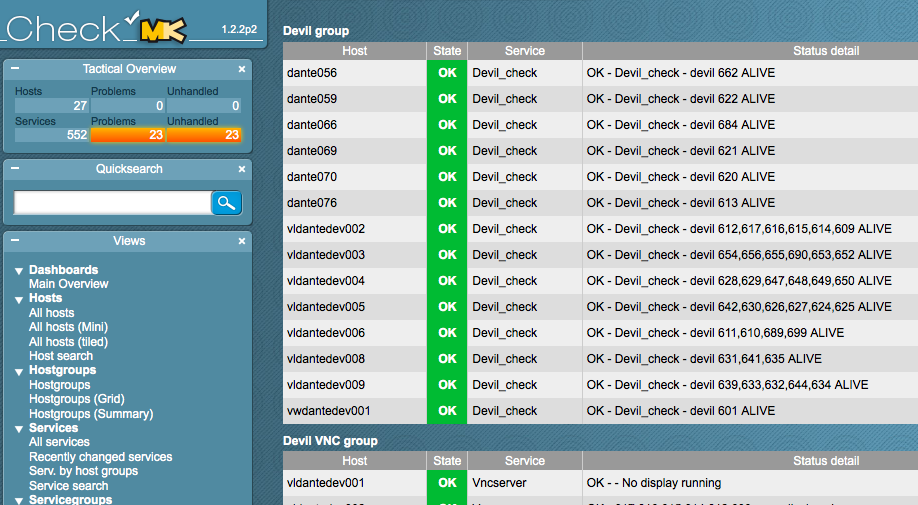 Check MK 1.2.2p2
Tactical Overview
Hosts Problems Unhandled
27 0 0
Services Problems Unhandled
552 23 23
Quicksearch
Views
Dashboards
Main Overview
Hosts
All hosts
All hosts (Mini)
All hosts (tiled)
Host search
Hostgroups
Hostgroups
Hostgroups (Grid)
Hostgroups (Summary)
Services
All services
Recently changed services
Serv. by host groups
Service search
Servicegroups
Devil group
Host State Service Status detail
dante056 OK Devil_check OK - Devil_check - devil 662 ALIVE
dante059 OK Devil_check OK - Devil_check - devil 622 ALIVE
dante066 OK Devil_check OK - Devil_check - devil 684 ALIVE
dante069 OK Devil_check OK - Devil_check - devil 621 ALIVE
dante070 OK Devil_check OK - Devil_check - devil 620 ALIVE
dante076 OK Devil_check OK - Devil_check - devil 613 ALIVE
vldantedev002 OK Devil_check OK - Devil_check - devil 612,617,616,615,614,609 ALIVE
vldantedev003 OK Devil_check OK - Devil_check - devil 654,656,655,690,653,652 ALIVE
vldantedev004 OK Devil_check OK - Devil_check - devil 628,629,647,648,649,650 ALIVE
vldantedev005 OK Devil_check OK - Devil_check - devil 642,630,626,627,624,625 ALIVE
vldantedev006 OK Devil_check OK - Devil_check - devil 611,610,689,699 ALIVE
vldantedev008 OK Devil_check OK - Devil_check - devil 631,641,635 ALIVE
vldantedev009 OK Devil_check OK - Devil_check - devil 639,633,632,644,634 ALIVE
vwdantedev001 OK Devil_check OK - Devil_check - devil 601 ALIVE
Devil VNC group
Host State Service Status detail
vldantedev001 OK Vncserver OK - - No display running